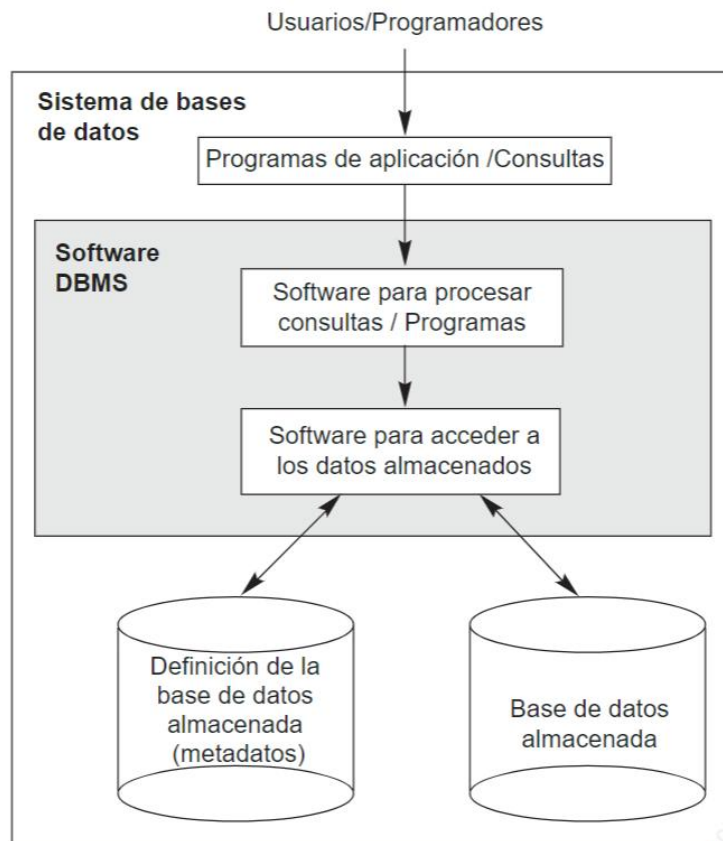 Usuarios/Programadores
Sistema de bases
de datos
Programas de aplicación /Consultas
Software
DBMS
Software para procesar
consultas / Programas
Software para acceder a
los datos almacenados
Definición de la
base de datos
almacenada
(metadatos)
Base de datos
almacenada